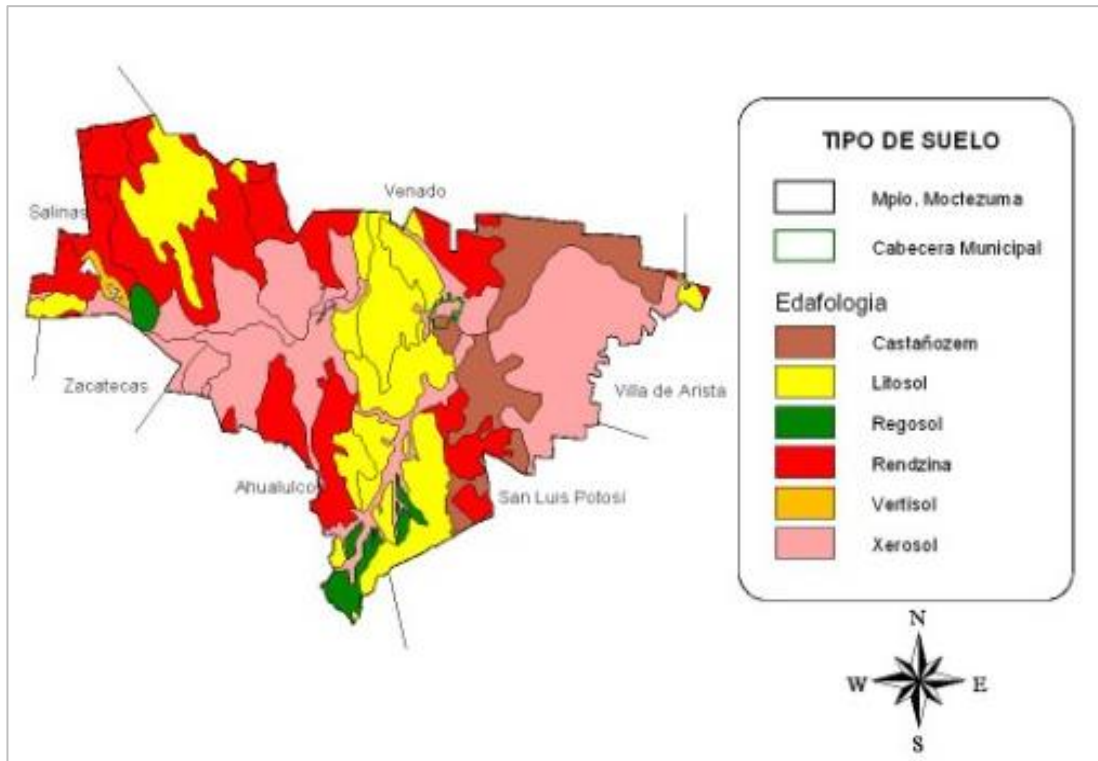 Venado
Salinas
Zacatecas
Villa de Arista
Ahualulco
San Luis Potosí
TIPO DE SUELO
Mpio. Moctezuma
Cabecera Municipal
Edafologia
Castañozem
Litosol
Regosol
Rendzina
Vertisol
Xerosol
N
W
E
S